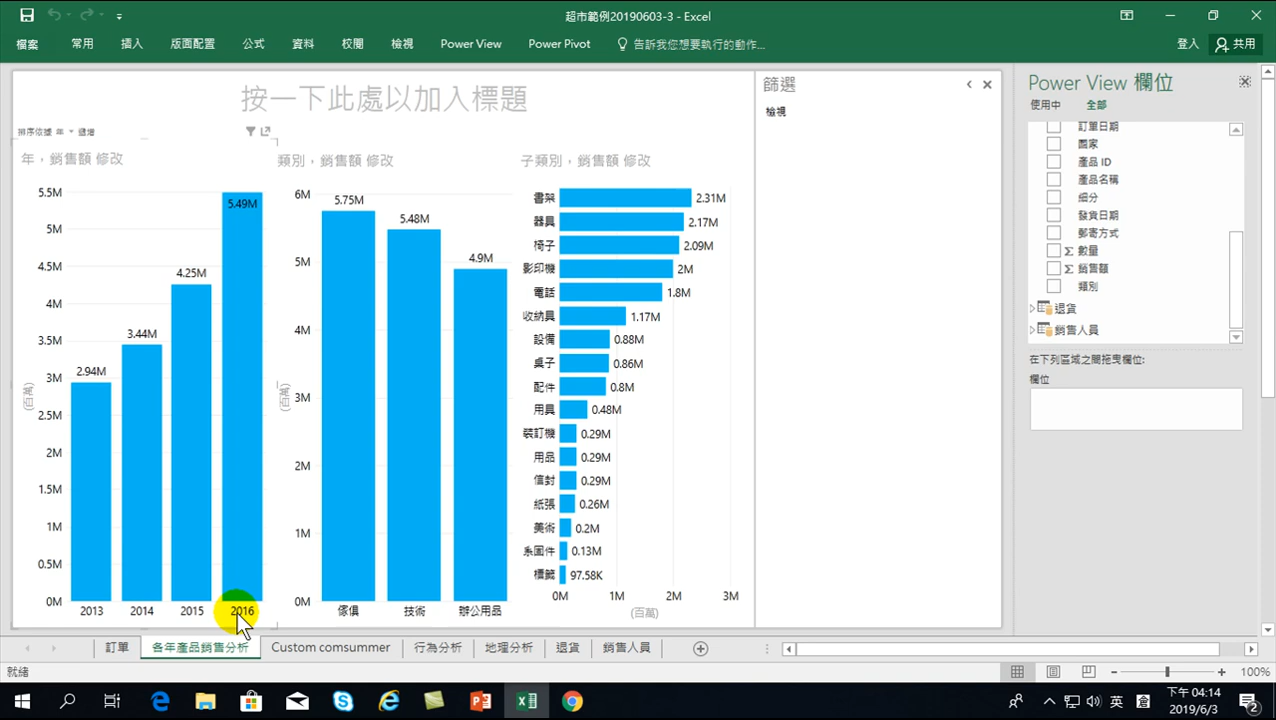 超市範例20190603-3 - Excel
檔案 常用 插入 版面配置 公式 資料 校閱 檢視 Power View Power Pivot 告訴我您想要執行的動作... 登入 共用
按一下此處以加入標題
排序依據 年 遞增
年，銷售額 修改
5.5M
5M
4.5M
4M
3.5M
3M
2.5M
2M
1.5M
1M
0.5M
0M
(百萬)
2.94M
3.44M
4.25M
5.49M
2013 2014 2015 2016
類別，銷售額 修改
6M
5M
4M
3M
2M
1M
0M
(百萬)
5.75M
5.48M
4.9M
傢俱 技術 辦公用品
子類別，銷售額 修改
書架 2.31M
器具 2.17M
椅子 2.09M
影印機 2M
電話 1.8M
收納具 1.17M
設備 0.88M
桌子 0.86M
配件 0.8M
用具 0.48M
裝訂機 0.29M
用品 0.29M
信封 0.29M
紙張 0.26M
美術 0.2M
系固件 0.13M
標籤 97.58K
0M 1M 2M 3M
(百萬)
篩選
檢視
Power View 欄位
使用中 全部
訂單日期
國家
產品 ID
產品名稱
細分
發貨日期
郵寄方式
Σ 數量
Σ 銷售額
類別
退貨
銷售人員
在下列區域之間拖曳欄位:
欄位
訂單 各年產品銷售分析 Custom comsummer 行為分析 地理分析 退貨 銷售人員
就緒
100%
英 倉
下午 04:14
2019/6/3
2